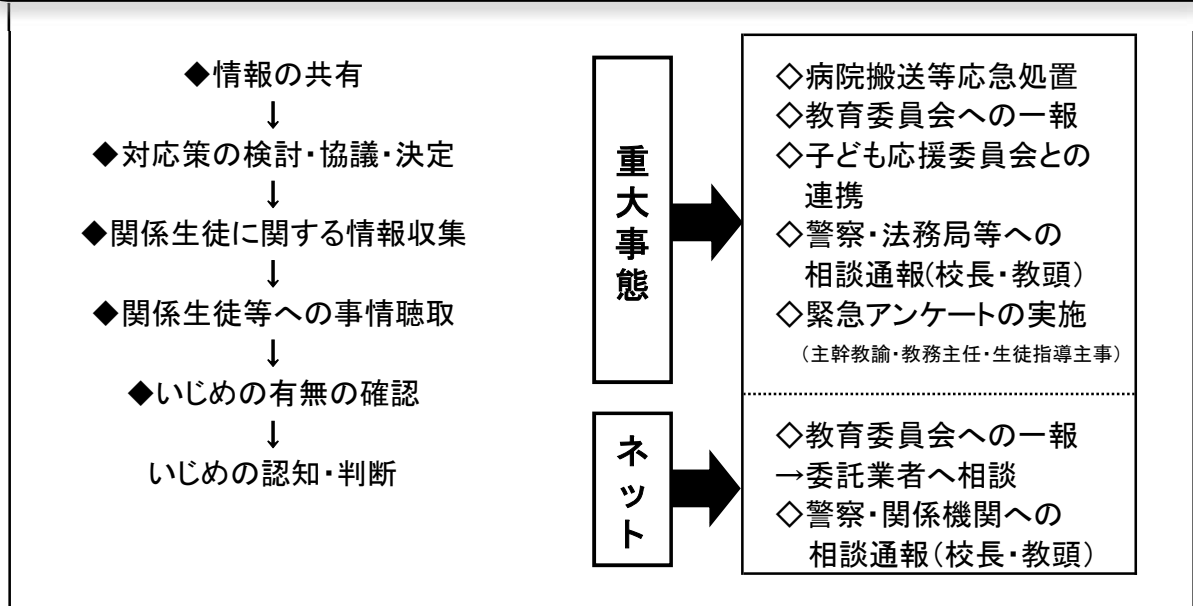 ◆情報の共有
↓
◆対応策の検討・協議・決定
↓
◆関係生徒に関する情報収集
↓
◆関係生徒等への事情聴取
↓
◆いじめの有無の確認
↓
いじめの認知・判断
重大事態
◇病院搬送等応急処置
◇教育委員会への一報
◇子ども応援委員会との
連携
◇警察・法務局等への
相談通報(校長・教頭)
◇緊急アンケートの実施
(主幹教諭・教務主任・生徒指導主事)
ネット
◇教育委員会への一報
→委託業者へ相談
◇警察・関係機関への
相談通報(校長・教頭)